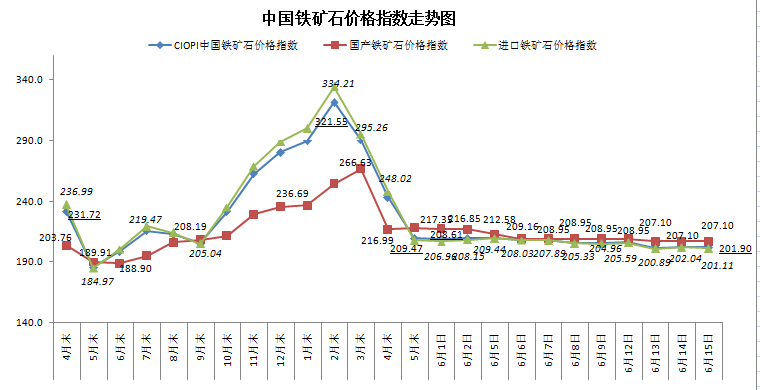 中国铁矿石价格指数走势图
CIOPI中国铁矿石价格指数 国产铁矿石价格指数 进口铁矿石价格指数
340.0
290.0
240.0
190.0
140.0
334.21
321.55
295.26
266.63
248.02
236.99
231.72
236.69
219.47
208.19
203.76
189.91
184.97
188.90
205.04
216.99
209.47
217.35
208.61
206.96
216.85
208.15
212.58
209.44
209.16
208.03
208.95
207.89
208.95
205.33
208.95
204.96
208.95
205.59
207.10
200.89
207.10
202.04
207.10
201.90
201.11
4月末
5月末
6月末
7月末
8月末
9月末
10月末
11月末
12月末
1月末
2月末
3月末
4月末
5月末
6月1日
6月2日
6月5日
6月6日
6月7日
6月8日
6月9日
6月12日
6月13日
6月14日
6月15日